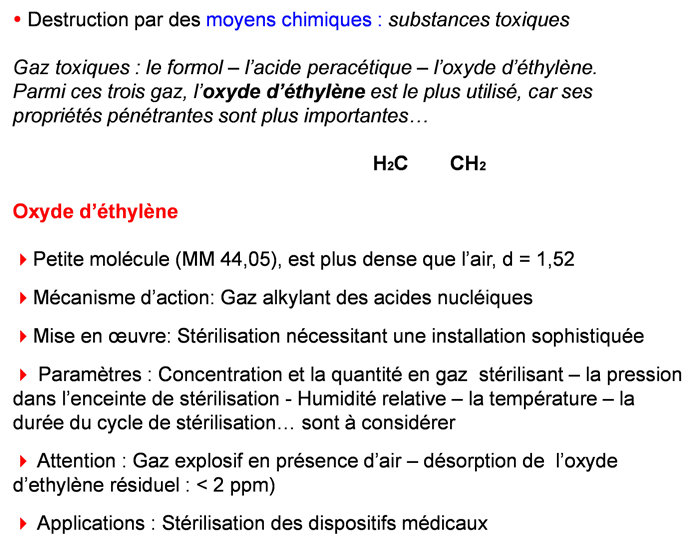 • Destruction par des moyens chimiques : substances toxiques
Gaz toxiques : le formol – l'acide peracétique – l'oxyde d'éthylène.
Parmi ces trois gaz, l'oxyde d'éthylène est le plus utilisé, car ses
propriétés pénétrantes sont plus importantes…
H2C CH2
Oxyde d'éthylène
Petite molécule (MM 44,05), est plus dense que l'air, d = 1,52
Mécanisme d'action: Gaz alkylant des acides nucléiques
Mise en œuvre: Stérilisation nécessitant une installation sophistiquée
Paramètres : Concentration et la quantité en gaz stérilisant – la pression
dans l'enceinte de stérilisation - Humidité relative – la température – la
durée du cycle de stérilisation… sont à considérer
Attention : Gaz explosif en présence d'air – désorption de l'oxyde
d'ethylène résiduel : < 2 ppm)
Applications : Stérilisation des dispositifs médicaux